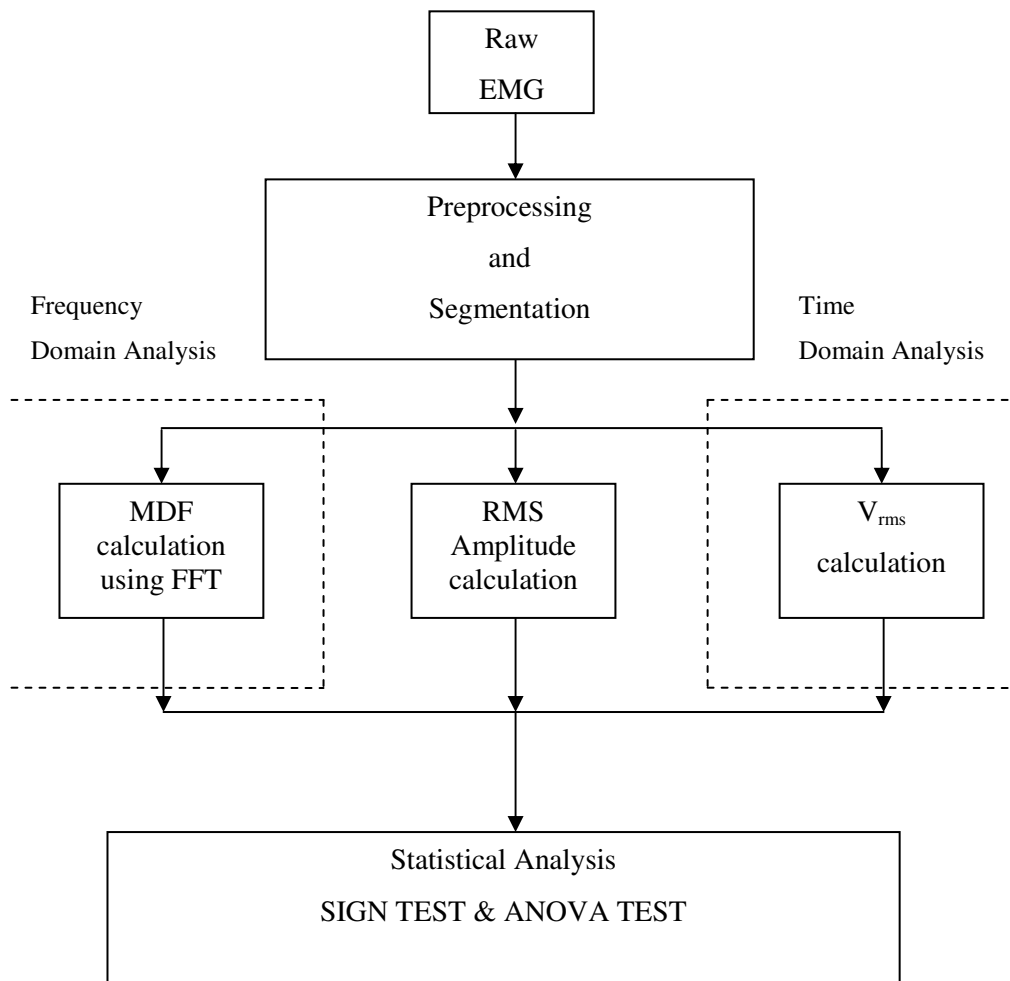 Raw
EMG
Preprocessing
and
Segmentation
Frequency
Domain Analysis
Time
Domain Analysis
MDF
calculation
using FFT
RMS
Amplitude
calculation
Vrms
calculation
Statistical Analysis
SIGN TEST & ANOVA TEST